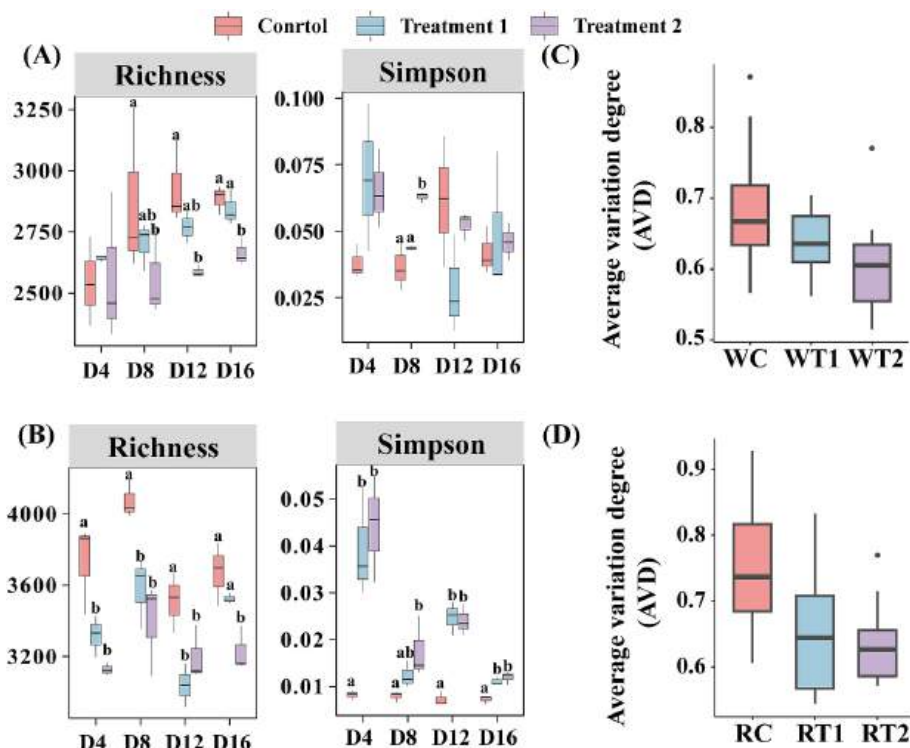 Conrtol Treatment 1 Treatment 2
(A) Richness Simpson (C)
3250
3000
2750
2500
a
ab
b
a
ab
b
a
a
b
D4 D8 D12 D16
0.100
0.075
0.050
0.025
a
a
b
D4 D8 D12 D16
Average variation degree
(AVD)
0.8
0.7
0.6
0.5
WC WT1 WT2
(B) Richness Simpson (D)
4000
3600
3200
a
b
b
a
b
b
a
b
b
a
a
b
D4 D8 D12 D16
0.05
0.04
0.03
0.02
0.01
a
b
b
a
ab
b
a
b
b
a
b
b
D4 D8 D12 D16
Average variation degree
(AVD)
0.9
0.8
0.7
0.6
RC RT1 RT2